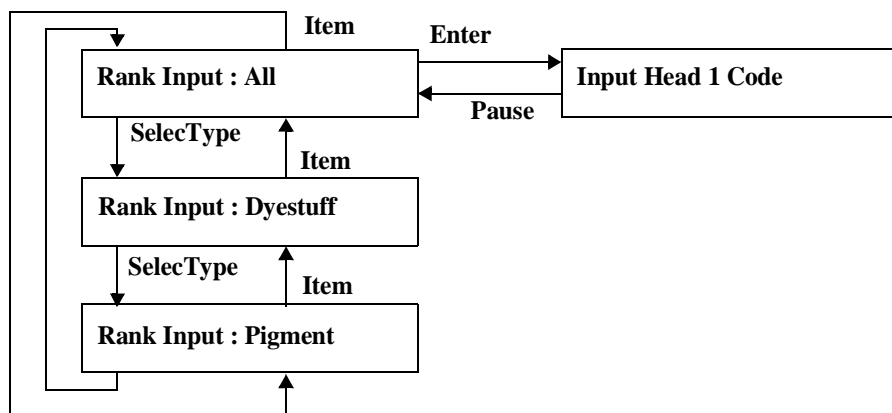 Item
Enter
Rank Input : All
Input Head 1 Code
Pause
SelecType
Item
Rank Input : Dyestuff
SelecType
Item
Rank Input : Pigment